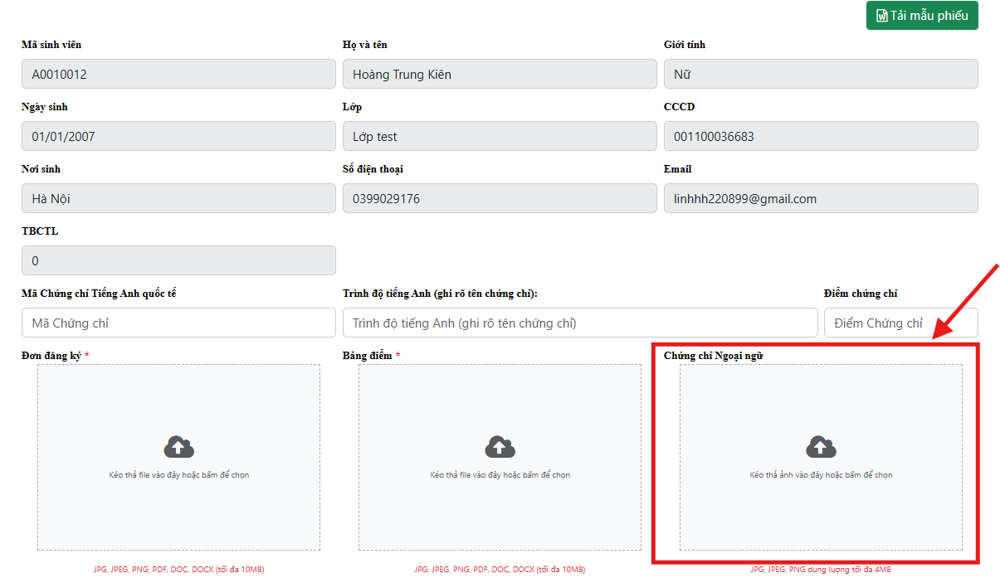 Tải mẫu phiếu
Mã sinh viên
Họ và tên
Giới tính
A0010012
Hoàng Trung Kiên
Nữ
Ngày sinh
Lớp
CCCD
01/01/2007
Lớp test
001100036683
Nơi sinh
Số điện thoại
Email
Hà Nội
0399029176
linhhh220899@gmail.com
TBCTL
0
Mã Chứng chỉ Tiếng Anh quốc tế
Trình độ tiếng Anh (ghi rõ tên chứng chỉ):
Điểm chứng chỉ
Mã Chứng chỉ
Trình độ tiếng Anh (ghi rõ tên chứng chỉ)
Điểm Chứng chỉ
Đơn đăng ký *
Bảng điểm *
Chứng chỉ Ngoại ngữ
Kéo thả file vào đây hoặc bấm để chọn
Kéo thả file vào đây hoặc bấm để chọn
Kéo thả ảnh vào đây hoặc bấm để chọn
JPG, JPEG, PNG, PDF, DOC, DOCX (tối đa 10MB)
JPG, JPEG, PNG, PDF, DOC, DOCX (tối đa 10MB)
JPG, JPEG, PNG dung lượng tối đa 4MB